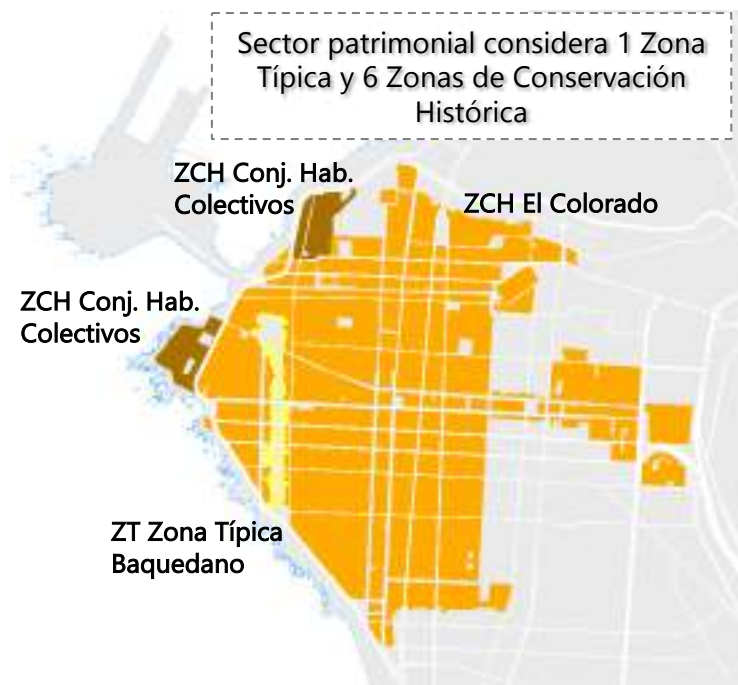 Sector patrimonial considera 1 Zona
Típica y 6 Zonas de Conservación
Histórica
ZCH Conj. Hab.
Colectivos
ZCH El Colorado
ZCH Conj. Hab.
Colectivos
ZT Zona Típica
Baquedano